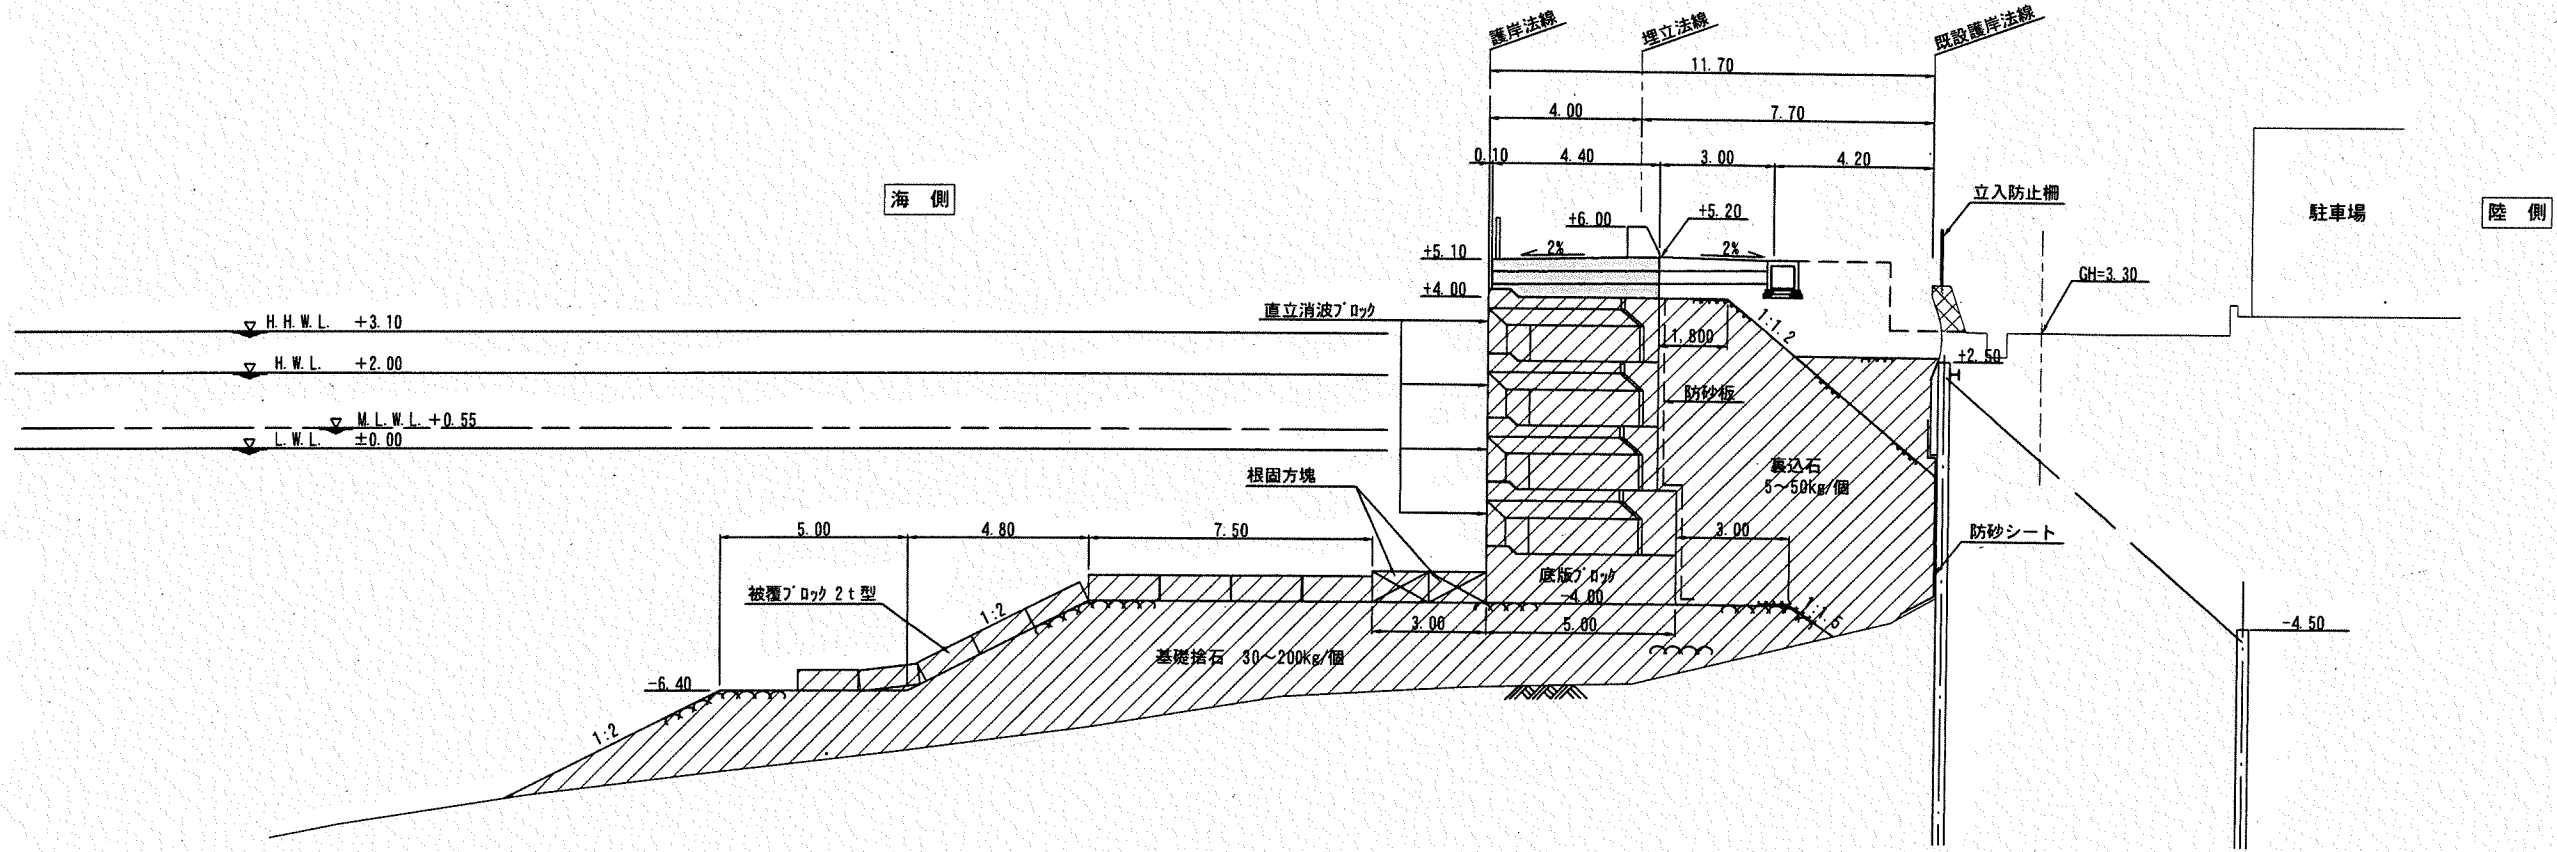 護岸法線
埋立法線
既設護岸法線
11.70
4.00
7.70
0.10
4.40
3.00
4.20
海 側
立入防止柵
駐車場
陸 側
+6.00
+5.20
+5.10
2%
2%
GH=3.30
+4.00
直立消波ﾌﾞﾛｯｸ
H.H.W.L. +3.10
1:1.2
1,800
+2.50
H.W.L. +2.00
防砂板
M.L.W.L. +0.55
L.W.L. ±0.00
裏込石
5～50kg/個
根固方塊
5.00
4.80
7.50
3.00
防砂シート
被覆ﾌﾞﾛｯｸ 2t型
1:2
底版ﾌﾞﾛｯｸ
-4.00
1:1.5
3.00
5.00
-4.50
基礎捨石 30～200kg/個
-6.40
1:2